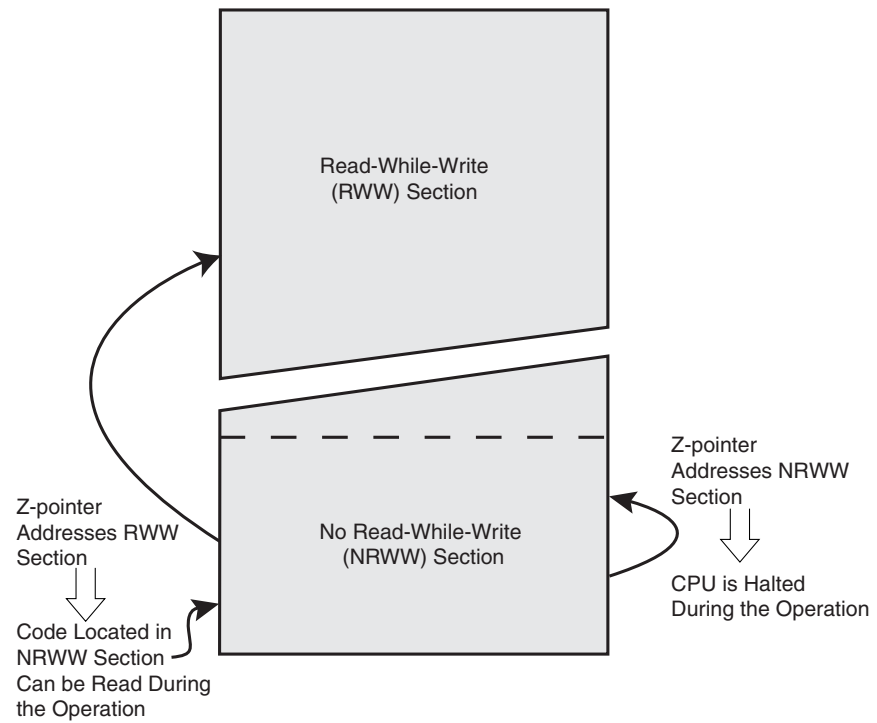 Read-While-Write
(RWW) Section
Z-pointer
Addresses NRWW
Section
Z-pointer
Addresses RWW
Section
No Read-While-Write
(NRWW) Section
CPU is Halted
During the Operation
Code Located in
NRWW Section
Can be Read During
the Operation